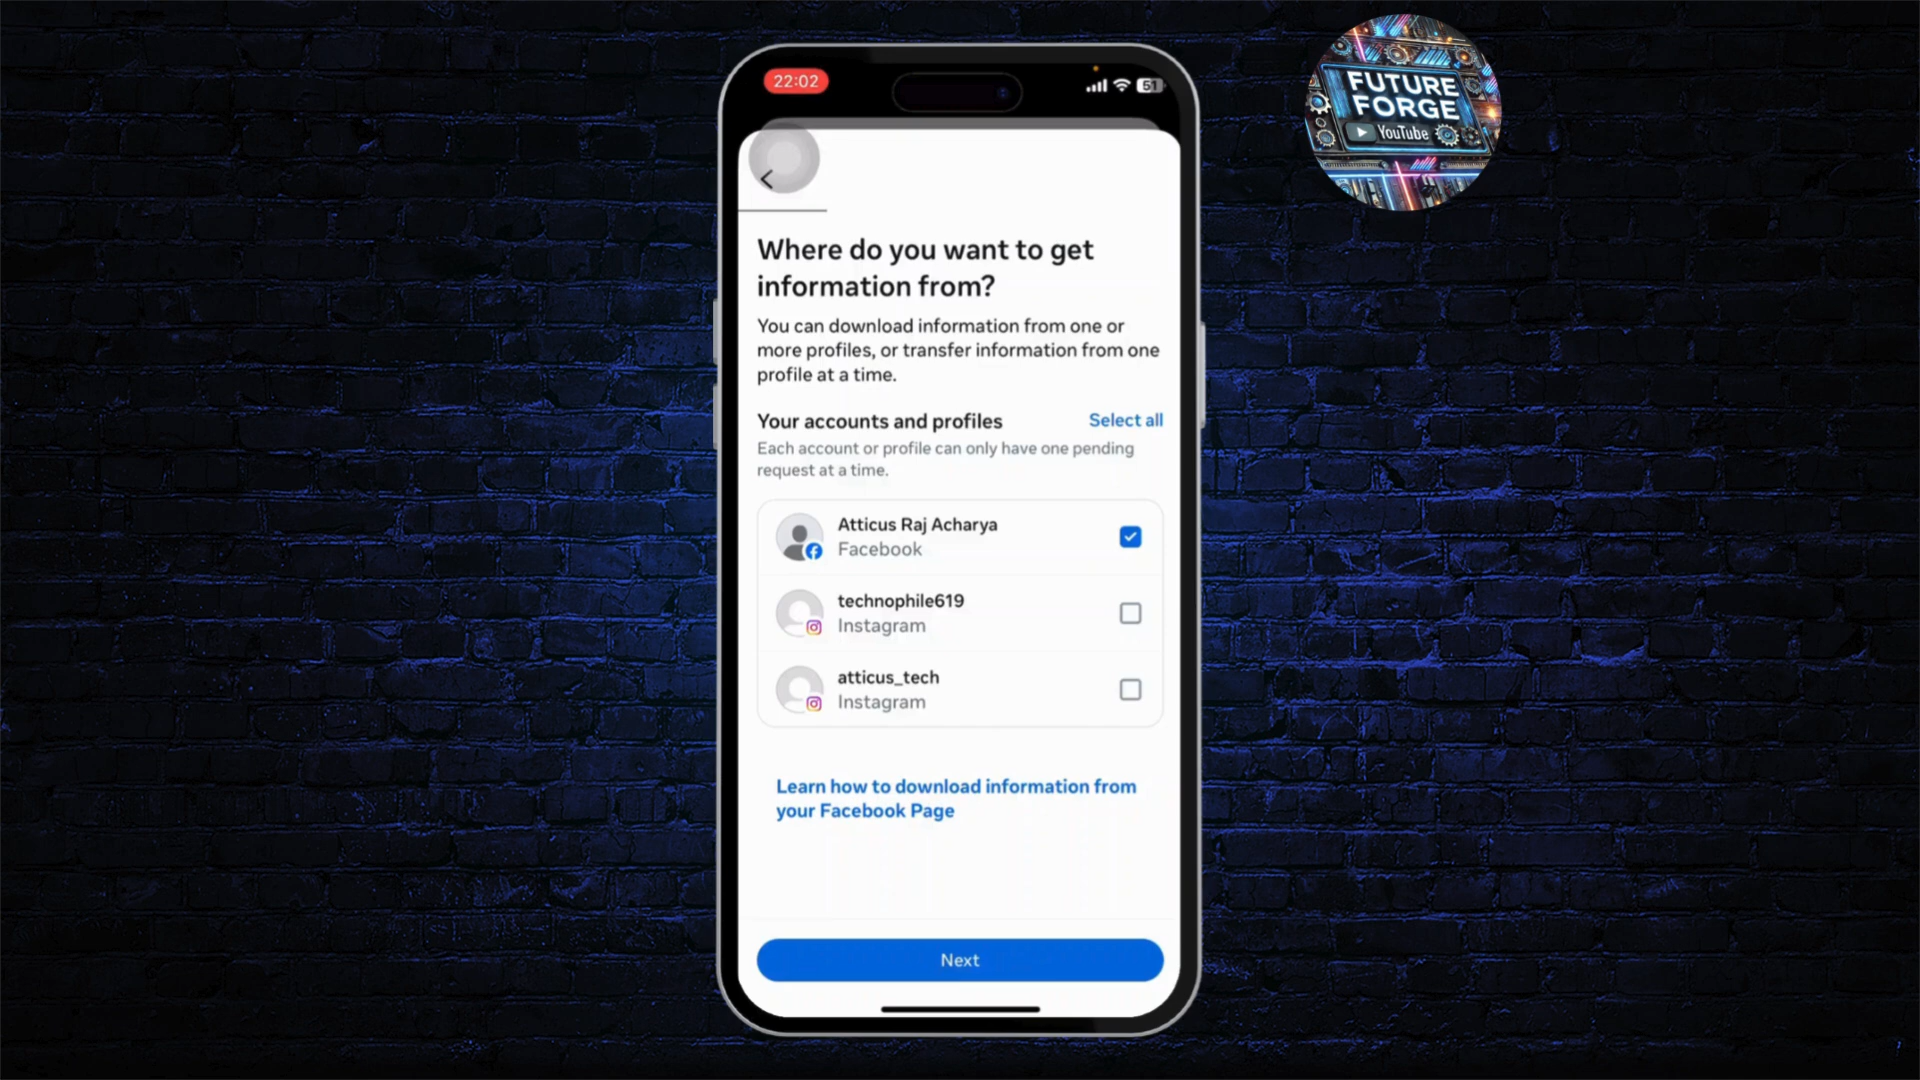 22:02
51
FUTURE
FORGE
YouTube
Where do you want to get
information from?
You can download information from one or
more profiles, or transfer information from one
profile at a time.
Your accounts and profiles
Select all
Each account or profile can only have one pending
request at a time.
Atticus Raj Acharya
Facebook
technophile619
Instagram
atticus_tech
Instagram
Learn how to download information from
your Facebook Page
Next